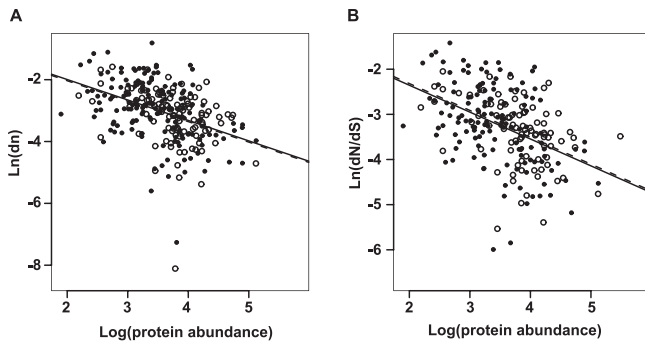 A
B
Ln(dn)
-2
-4
-6
-8
2
3
4
5
Log(protein abundance)
Ln(dN/dS)
-2
-3
-4
-5
-6
2
3
4
5
Log(protein abundance)